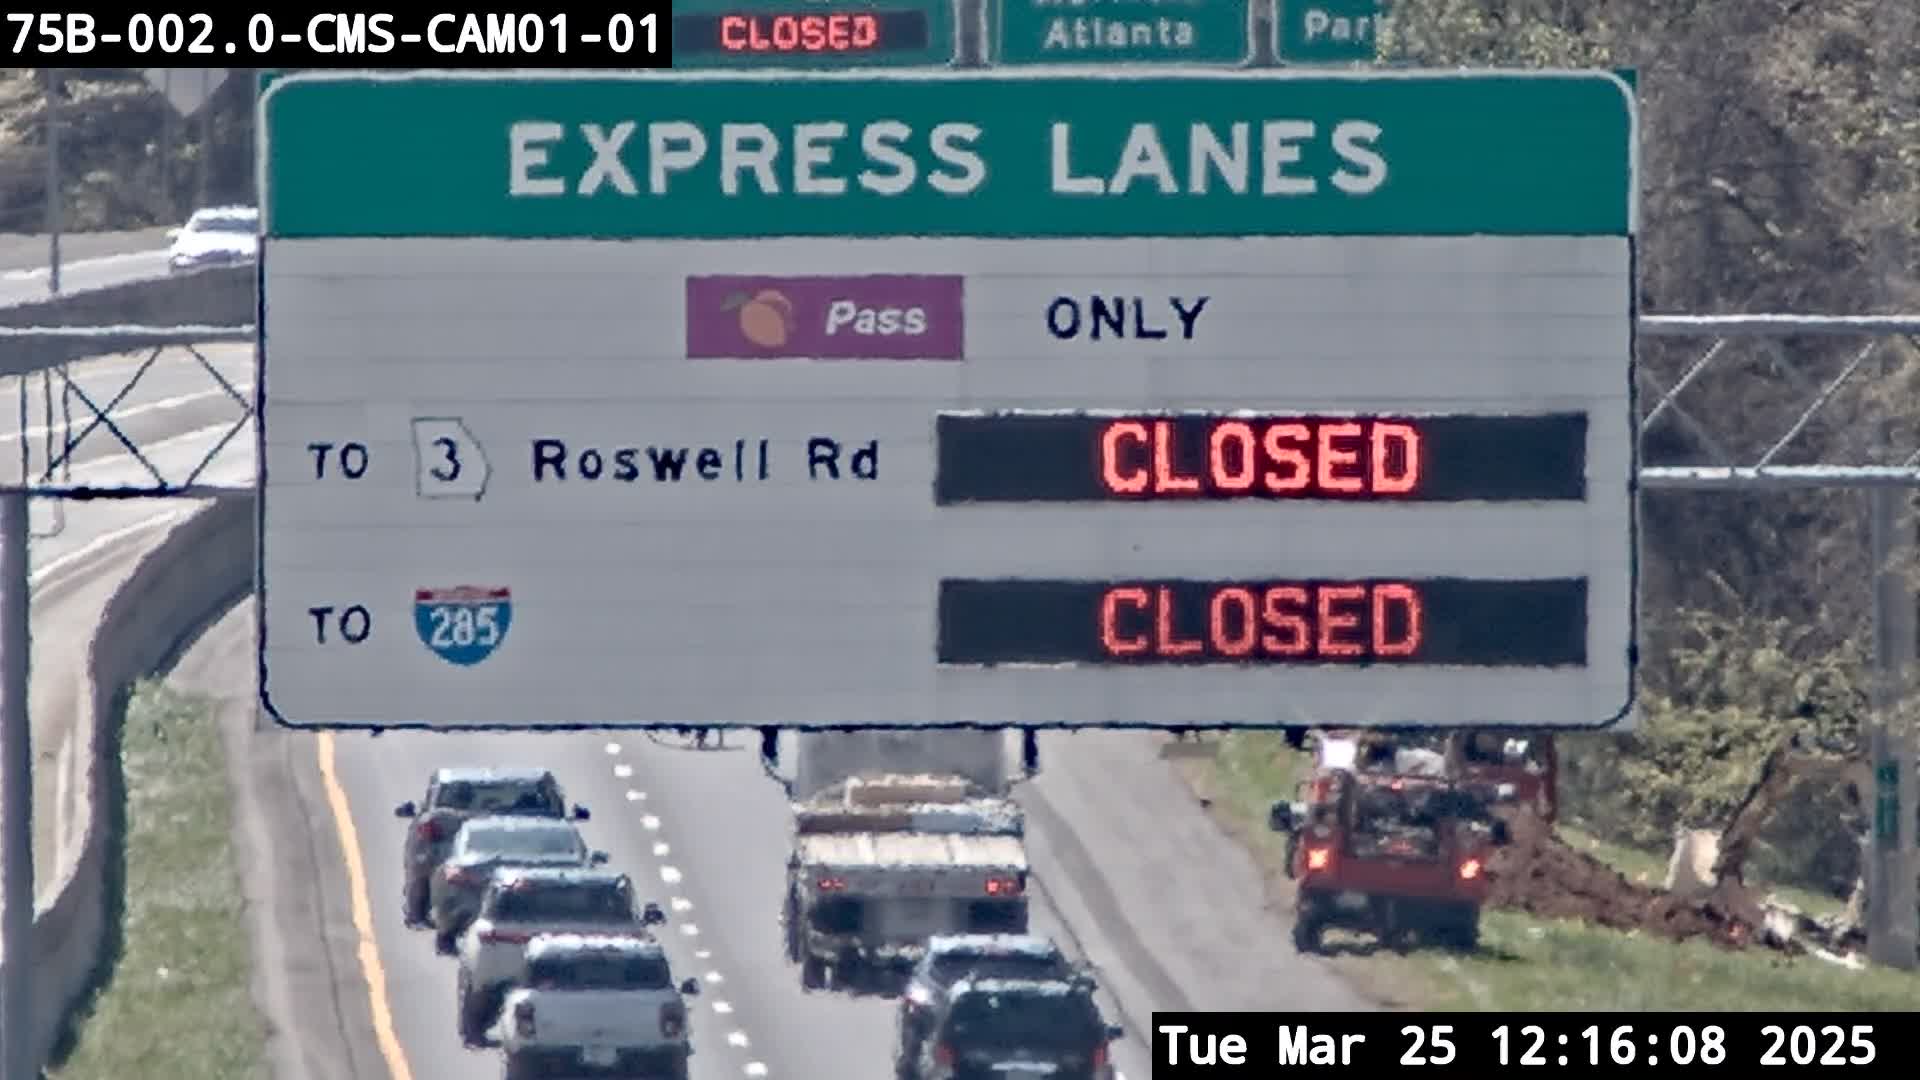 75B-002.0-CMS-CAM01-01
CLOSED
Atlanta
EXPRESS LANES
Pass ONLY
TO 3 Roswell Rd CLOSED
TO 285 CLOSED
Tue Mar 25 12:16:08 2025